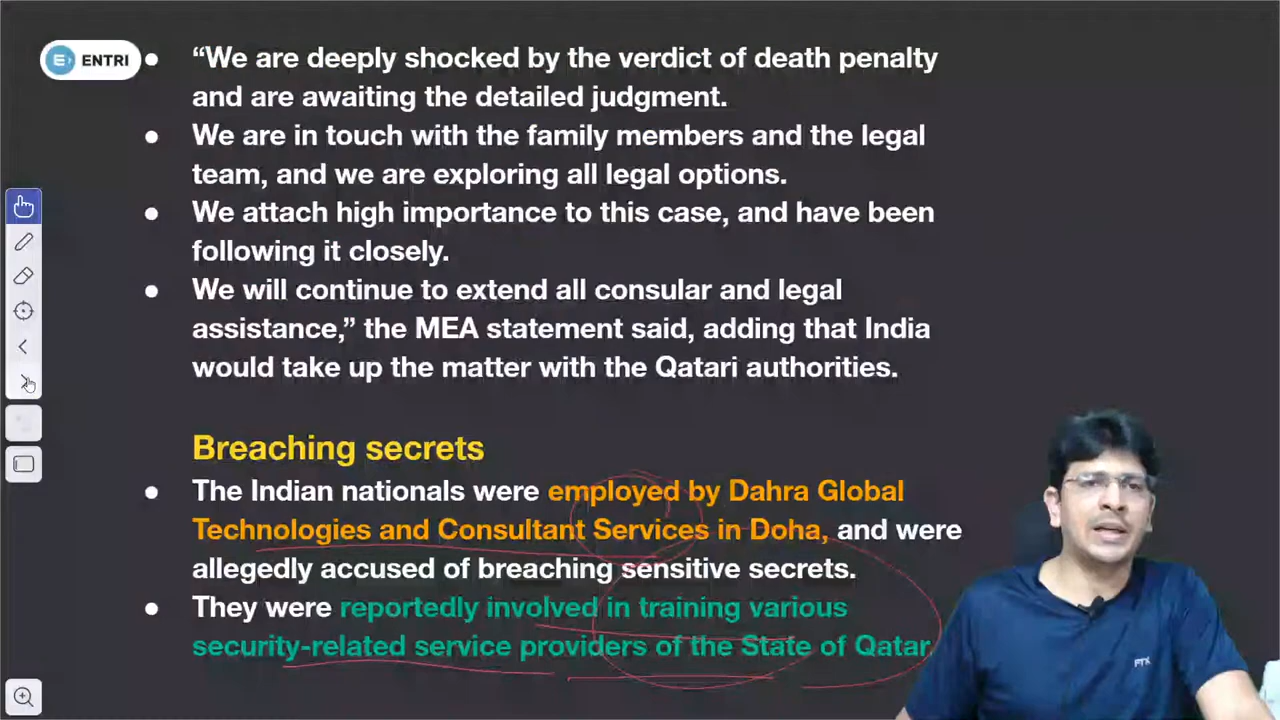 ENTRI
“We are deeply shocked by the verdict of death penalty
and are awaiting the detailed judgment.
We are in touch with the family members and the legal
team, and we are exploring all legal options.
We attach high importance to this case, and have been
following it closely.
We will continue to extend all consular and legal
assistance,” the MEA statement said, adding that India
would take up the matter with the Qatari authorities.
Breaching secrets
The Indian nationals were employed by Dahra Global
Technologies and Consultant Services in Doha, and were
allegedly accused of breaching sensitive secrets.
They were reportedly involved in training various
security-related service providers of the State of Qatar.